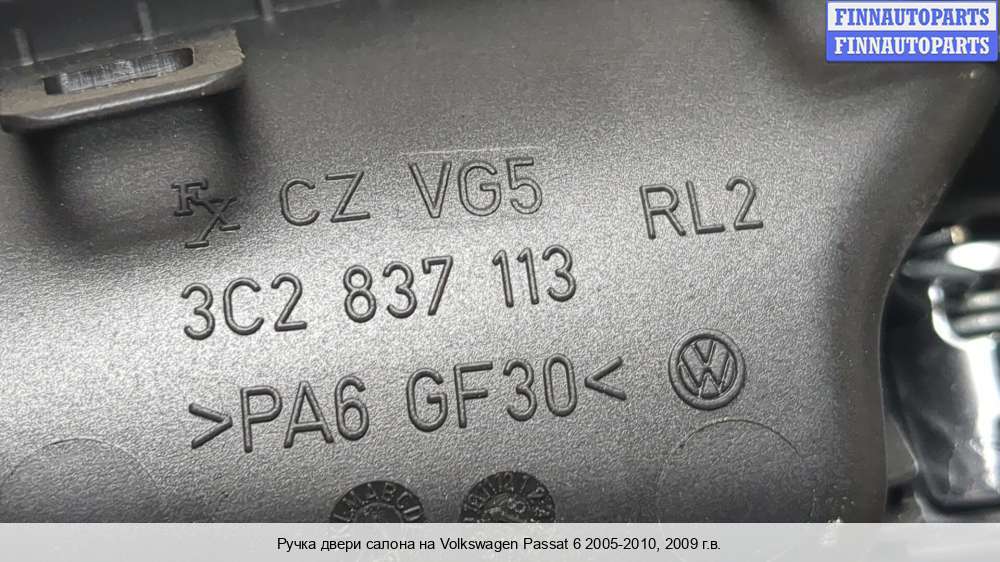 FINNAUTOPARTS
FINNAUTOPARTS
FX CZ VG5 RL2
3C2 837 113
>PA6 GF30<
Ручка двери салона на Volkswagen Passat 6 2005-2010, 2009 г.в.